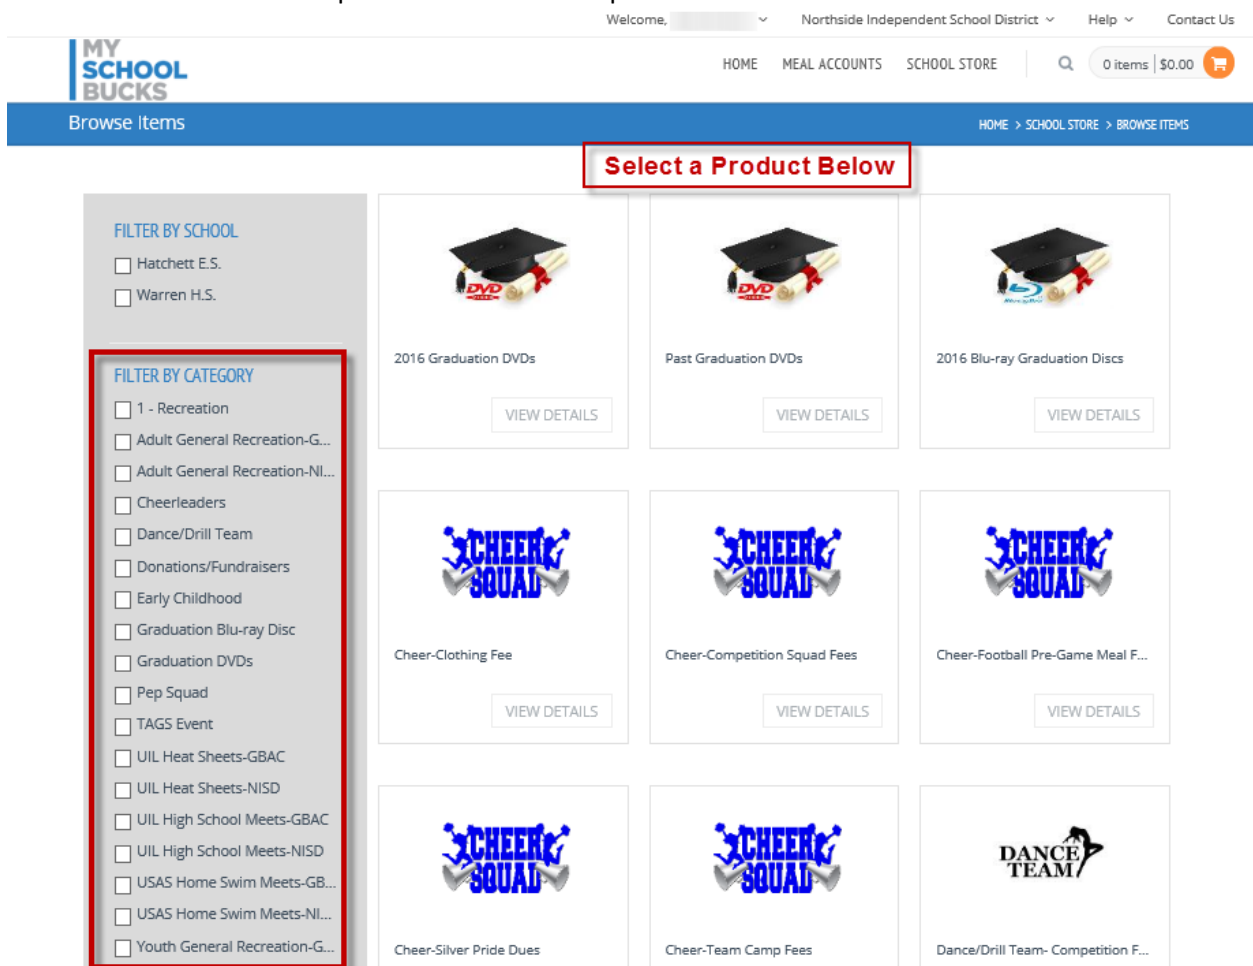 Welcome,
Northside Independent School District
Help
Contact Us
MY
SCHOOL
BUCKS
HOME
MEAL ACCOUNTS
SCHOOL STORE
0 items | $0.00
Browse Items
HOME > SCHOOL STORE > BROWSE ITEMS
Select a Product Below
FILTER BY SCHOOL
Hatchett E.S.
Warren H.S.
FILTER BY CATEGORY
1 - Recreation
Adult General Recreation-G...
Adult General Recreation-NI...
Cheerleaders
Dance/Drill Team
Donations/Fundraisers
Early Childhood
Graduation Blu-ray Disc
Graduation DVDs
Pep Squad
TAGS Event
UIL Heat Sheets-GBAC
UIL Heat Sheets-NISD
UIL High School Meets-GBAC
UIL High School Meets-NISD
USAS Home Swim Meets-GB...
USAS Home Swim Meets-NI...
Youth General Recreation-G...
DVD
2016 Graduation DVDs
VIEW DETAILS
DVD
Past Graduation DVDs
VIEW DETAILS
Blu-ray Disc
2016 Blu-ray Graduation Discs
VIEW DETAILS
CHEER
SQUAD
Cheer-Clothing Fee
VIEW DETAILS
CHEER
SQUAD
Cheer-Competition Squad Fees
VIEW DETAILS
CHEER
SQUAD
Cheer-Football Pre-Game Meal F...
VIEW DETAILS
CHEER
SQUAD
Cheer-Silver Pride Dues
CHEER
SQUAD
Cheer-Team Camp Fees
DANCE
TEAM
Dance/Drill Team- Competition F...